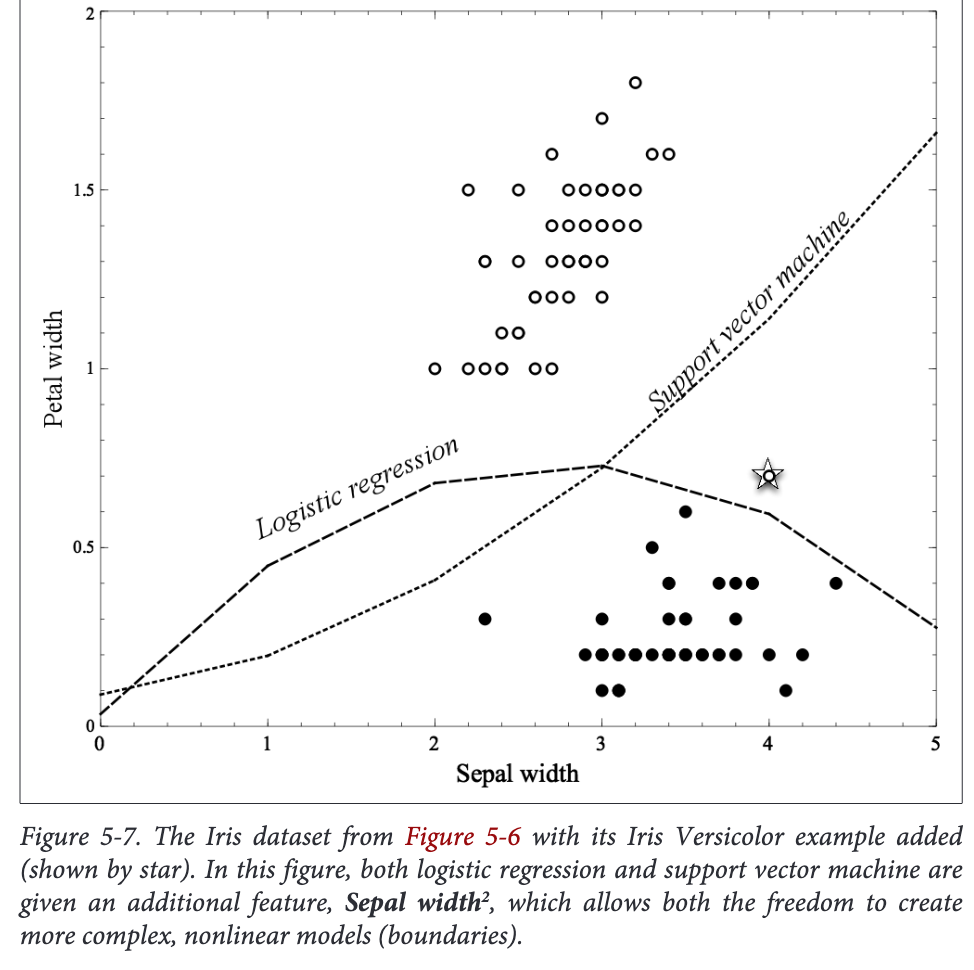 2
1.5
1
0.5
0
Petal width
Logistic regression
Support vector machine
0 1 2 3 4 5
Sepal width
Figure 5-7. The Iris dataset from Figure 5-6 with its Iris Versicolor example added
(shown by star). In this figure, both logistic regression and support vector machine are
given an additional feature, Sepal width², which allows both the freedom to create
more complex, nonlinear models (boundaries).